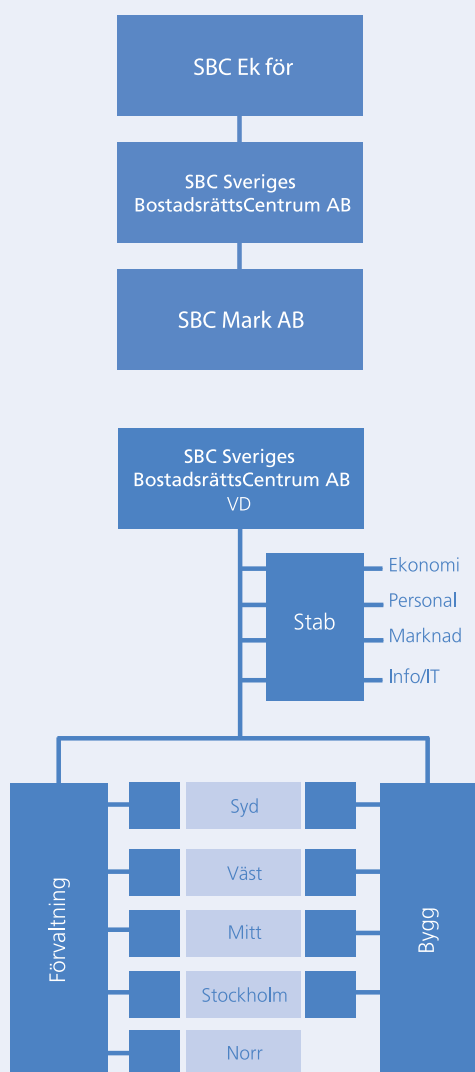 SBC Ek för
SBC Sveriges
BostadsrättsCentrum AB
SBC Mark AB
SBC Sveriges
BostadsrättsCentrum AB
VD
Stab
Ekonomi
Personal
Marknad
Info/IT
Förvaltning
Syd
Väst
Mitt
Stockholm
Norr
Bygg